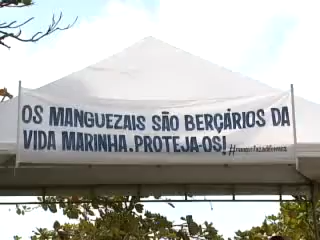 OS MANGUEZAIS SÃO BERÇÁRIOS DA
VIDA MARINHA. PROTEJA-OS!